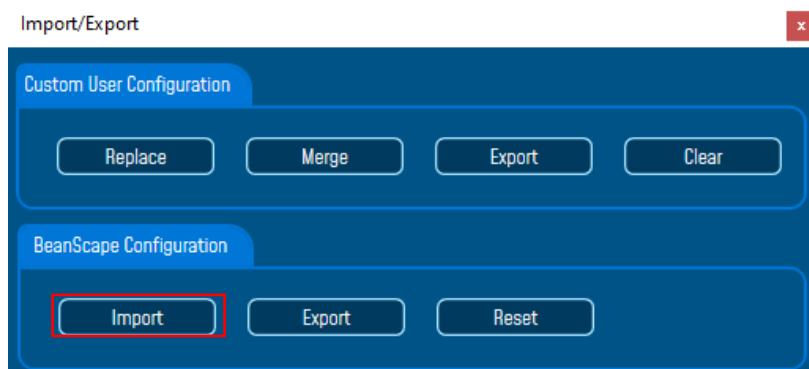 Import/Export
x
Custom User Configuration
Replace Merge Export Clear
BeanScape Configuration
Import Export Reset